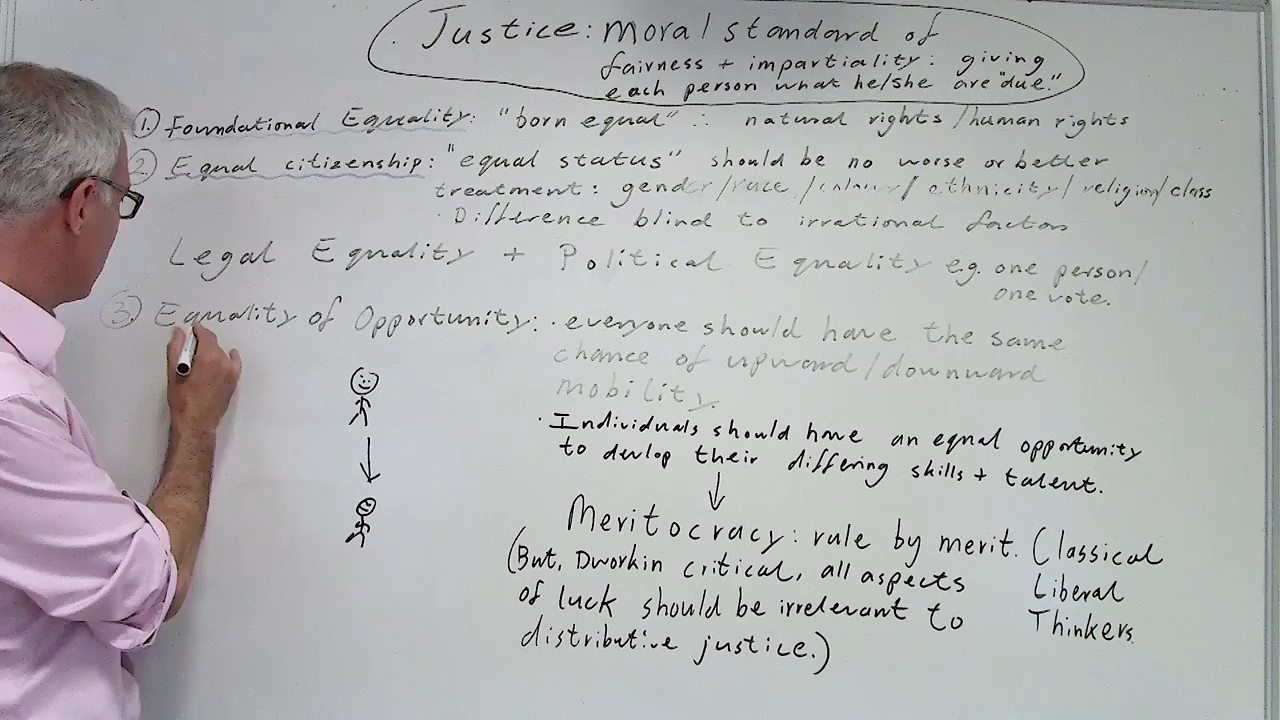 Justice: Moral standard of
fairness + impartiality: giving
each person what he/she are "due."
1. Foundational Equality: "born equal" ∴ natural rights/human rights
2 Equal citizenship: "equal status" should be no worse or better
treatment: gender/race/colour/ethnicity/religion/class
· Difference blind to irrational factors
Legal Equality + Political Equality e.g. one person/
one vote.
3. Equality of Opportunity: · everyone should have the same
chance of upward/downward
mobility.
· Individuals should have an equal opportunity
to devlop their differing skills + talent.
↓
Meritocracy: rule by merit. Classical
(But, Dworkin critical, all aspects Liberal
of luck should be irrelevant to Thinkers.
distributive justice.)